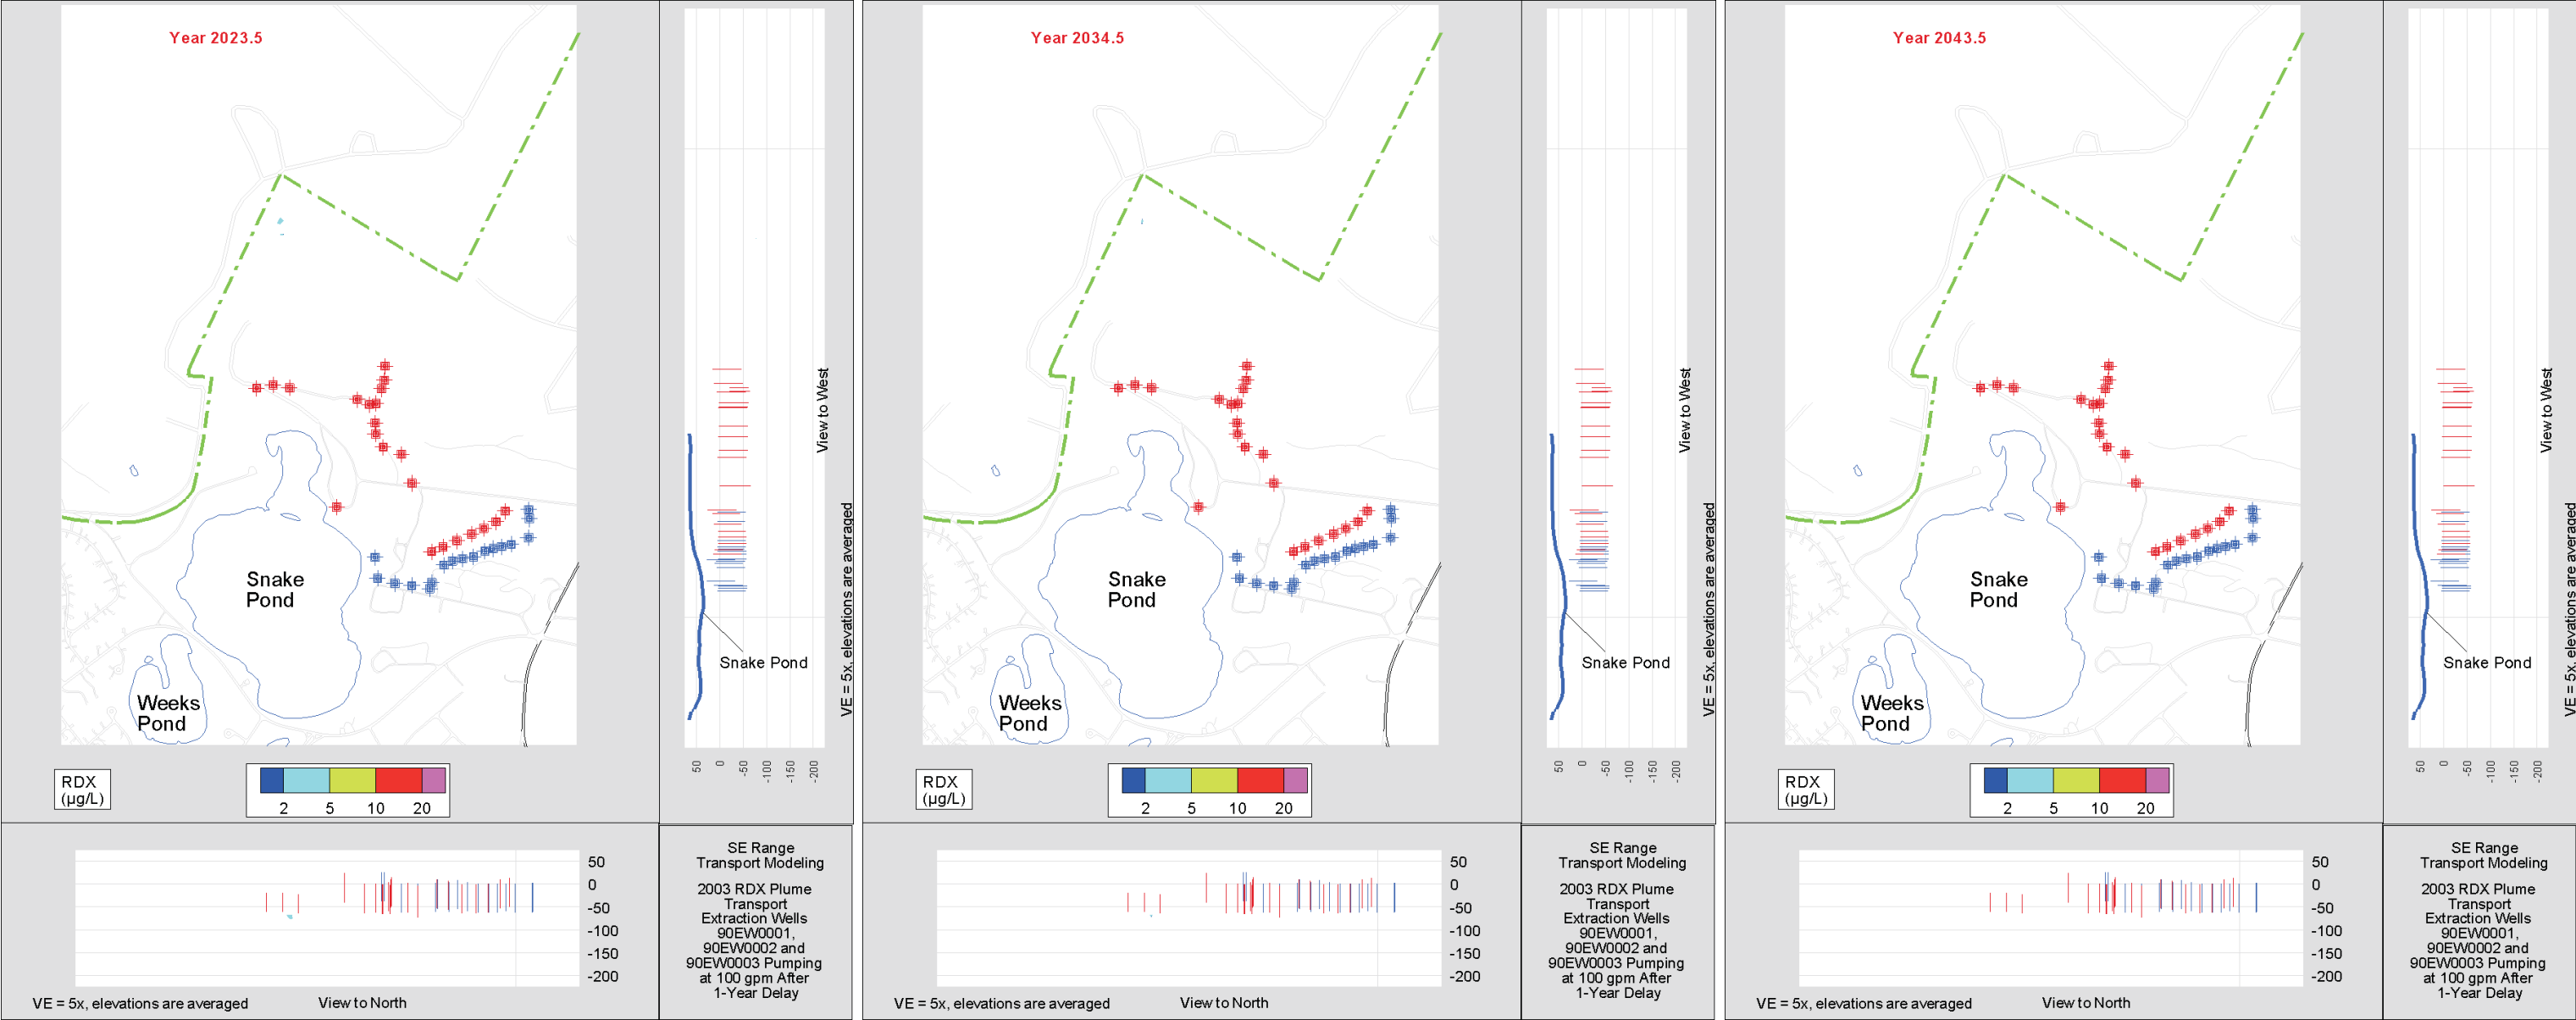 Year 2023.5
View to West
VE = 5x, elevations are averaged
Snake
Pond
Snake Pond
Weeks
Pond
50
0
-50
-100
-150
-200
RDX
(µg/L)
2
5
10
20
50
0
-50
-100
-150
-200
VE = 5x, elevations are averaged
View to North
SE Range
Transport Modeling
2003 RDX Plume
Transport
Extraction Wells
90EW0001,
90EW0002 and
90EW0003 Pumping
at 100 gpm After
1-Year Delay
Year 2034.5
View to West
VE = 5x, elevations are averaged
Snake
Pond
Snake Pond
Weeks
Pond
50
0
-50
-100
-150
-200
RDX
(µg/L)
2
5
10
20
50
0
-50
-100
-150
-200
VE = 5x, elevations are averaged
View to North
SE Range
Transport Modeling
2003 RDX Plume
Transport
Extraction Wells
90EW0001,
90EW0002 and
90EW0003 Pumping
at 100 gpm After
1-Year Delay
Year 2043.5
View to West
VE = 5x, elevations are averaged
Snake
Pond
Snake Pond
Weeks
Pond
50
0
-50
-100
-150
-200
RDX
(µg/L)
2
5
10
20
50
0
-50
-100
-150
-200
VE = 5x, elevations are averaged
View to North
SE Range
Transport Modeling
2003 RDX Plume
Transport
Extraction Wells
90EW0001,
90EW0002 and
90EW0003 Pumping
at 100 gpm After
1-Year Delay